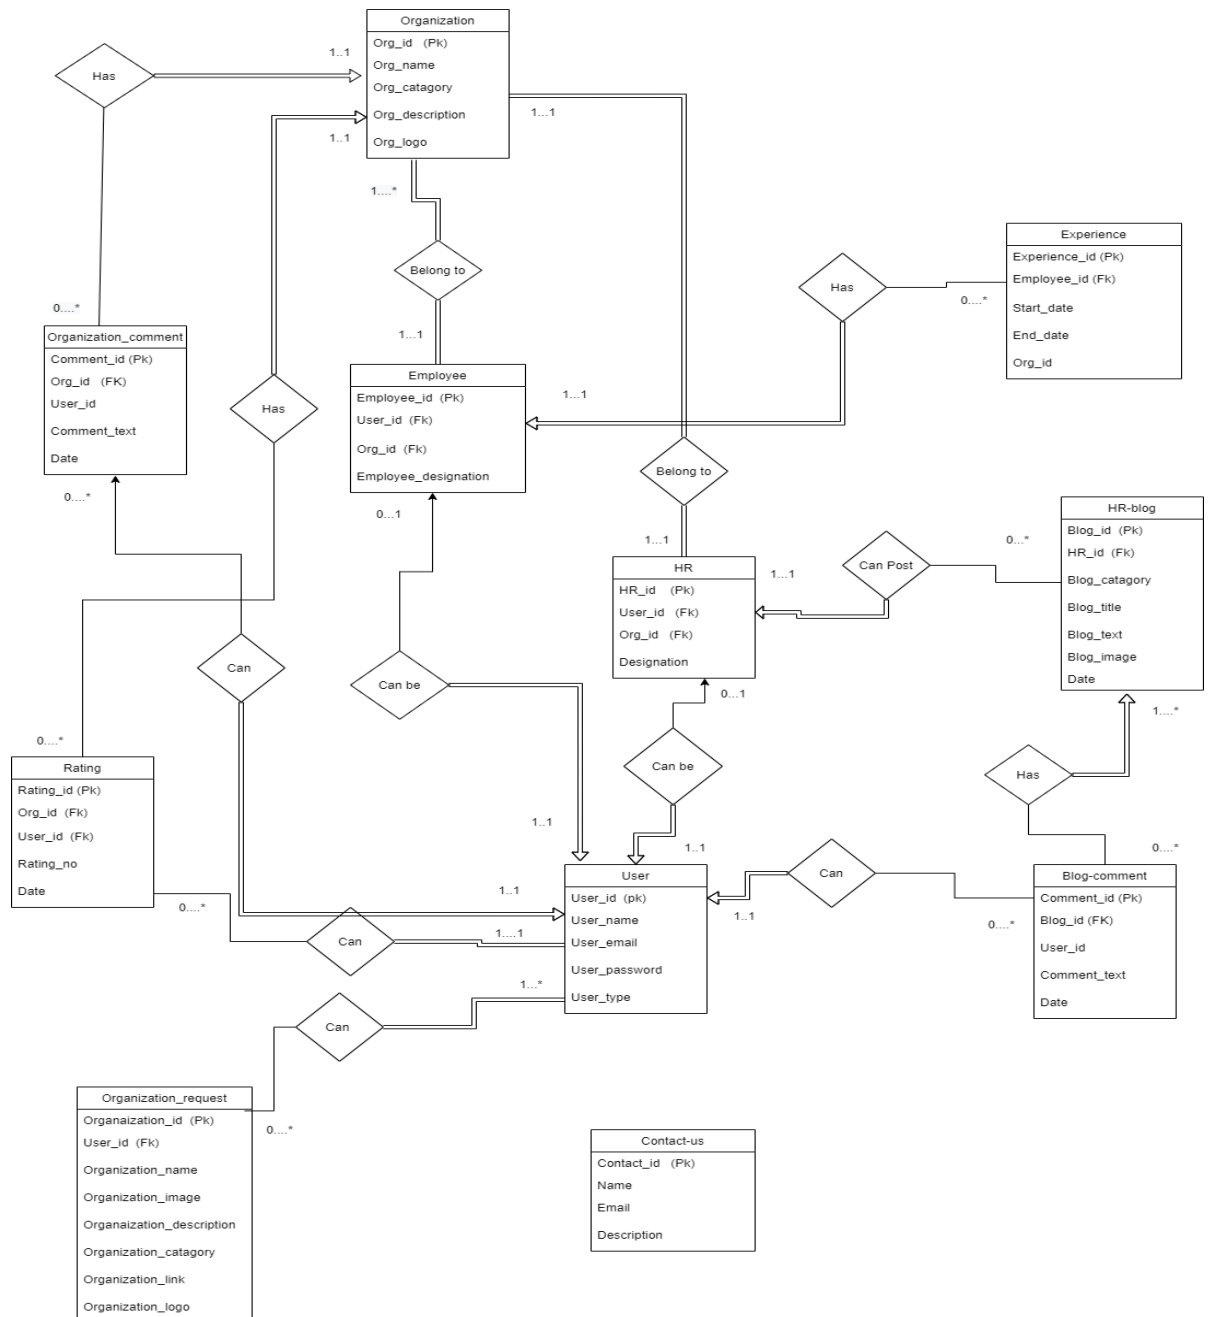 Organization
Org_id (Pk)
Org_name
Org_catagory
Org_description
Org_logo
Has
1..1
1..1
1...1
1....*
Belong to
1...1
Experience
Experience_id (Pk)
Employee_id (Fk)
Start_date
End_date
Org_id
Has
0....*
0....*
Organization_comment
Comment_id (Pk)
Org_id (FK)
User_id
Comment_text
Date
0....*
Has
Employee
Employee_id (Pk)
User_id (Fk)
Org_id (Fk)
Employee_designation
0...1
1...1
Belong to
1...1
HR
HR_id (Pk)
User_id (Fk)
Org_id (Fk)
Designation
0...1
1...1
Can Post
0...*
HR-blog
Blog_id (Pk)
HR_id (Fk)
Blog_catagory
Blog_title
Blog_text
Blog_image
Date
1....*
Can
Can be
Can be
Has
0....*
Rating
Rating_id (Pk)
Org_id (Fk)
User_id (Fk)
Rating_no
Date
0....*
1..1
1..1
1..1
User
User_id (pk)
User_name
User_email
User_password
User_type
Can
1..1
0....*
0....*
Blog-comment
Comment_id (Pk)
Blog_id (FK)
User_id
Comment_text
Date
Can
1....1
1...*
Can
Organization_request
Organaization_id (Pk)
User_id (Fk)
Organization_name
Organization_image
Organaization_description
Organization_catagory
Organization_link
Organization_logo
0....*
Contact-us
Contact_id (Pk)
Name
Email
Description